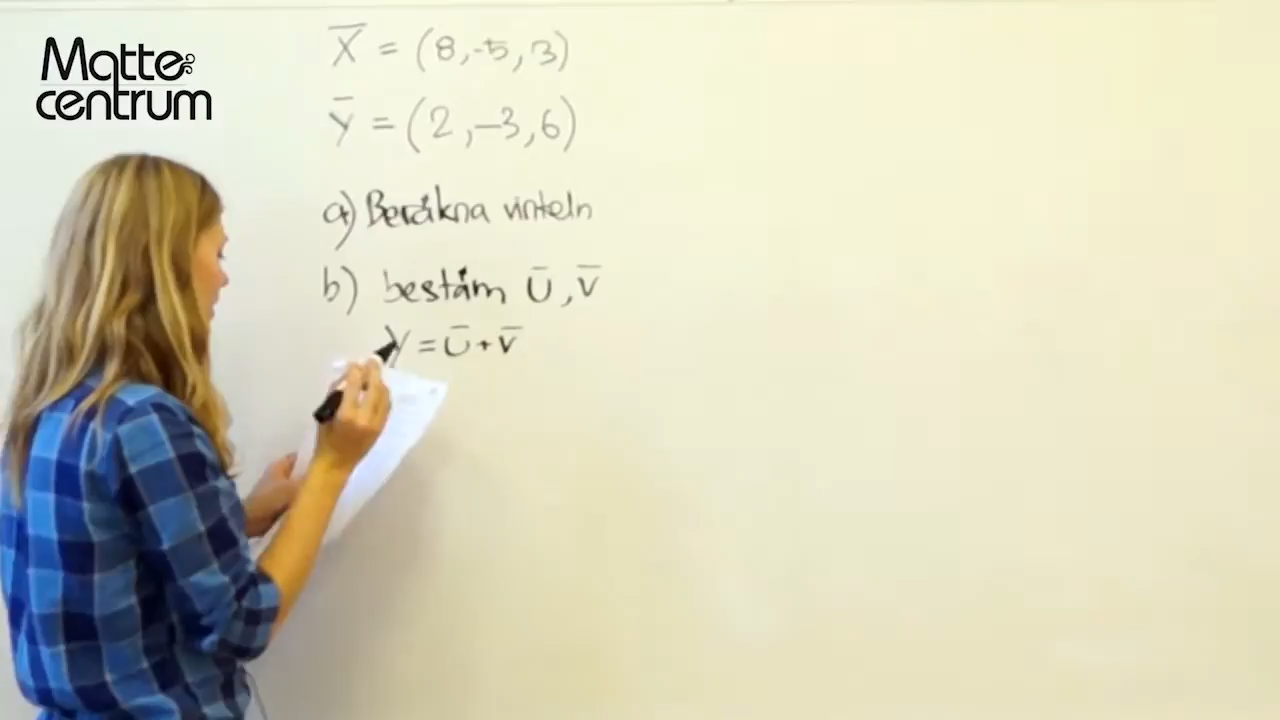 Matte
centrum
X̅ = (8,-5,3)
Y̅ = (2,-3,6)
a) Beräkna vinkeln
b) bestäm U̅, V̅
Y = U̅ + V̅